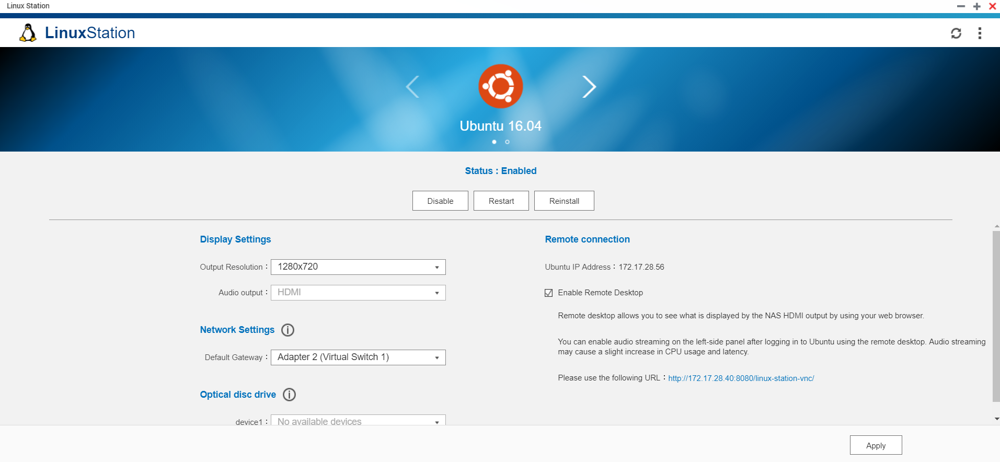 Linux Station
LinuxStation
Ubuntu 16.04
Status : Enabled
Disable
Restart
Reinstall
Display Settings
Output Resolution : 1280x720
Audio output : HDMI
Network Settings
Default Gateway : Adapter 2 (Virtual Switch 1)
Optical disc drive
device1 : No available devices
Remote connection
Ubuntu IP Address : 172.17.28.56
Enable Remote Desktop
Remote desktop allows you to see what is displayed by the NAS HDMI output by using your web browser.
You can enable audio streaming on the left-side panel after logging in to Ubuntu using the remote desktop. Audio streaming
may cause a slight increase in CPU usage and latency.
Please use the following URL : http://172.17.28.40:8080/linux-station-vnc/
Apply